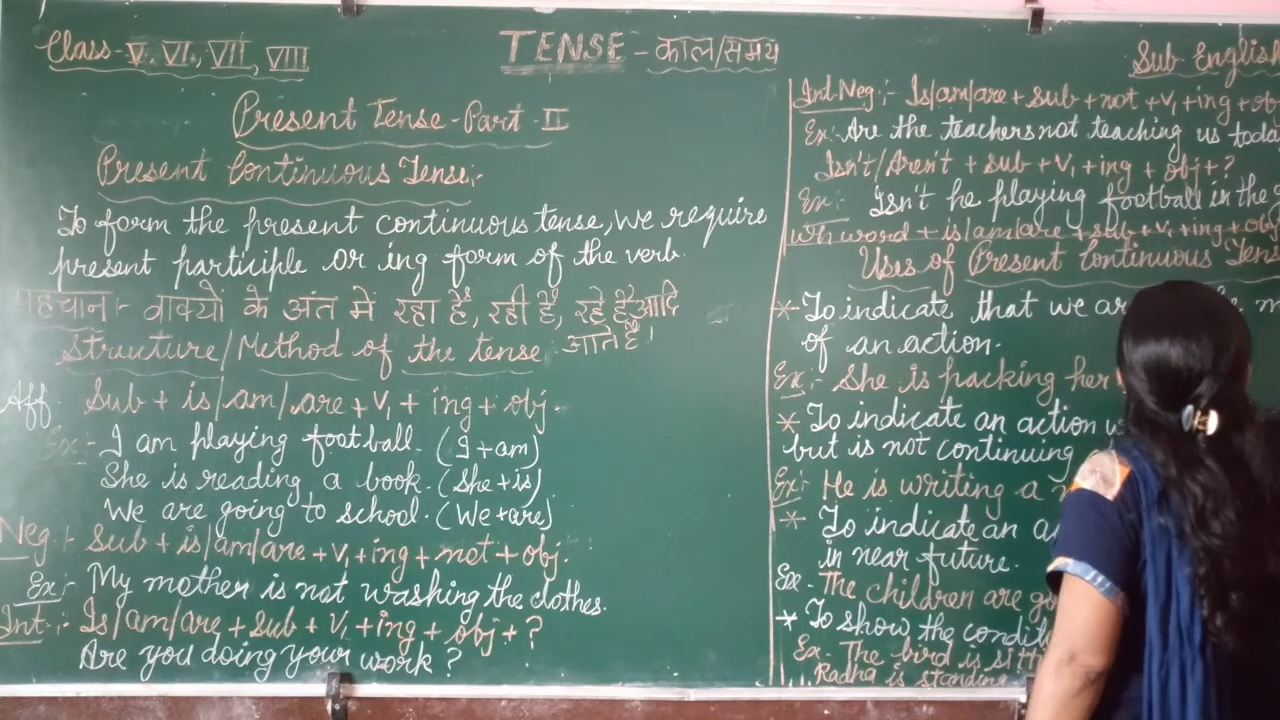 Class - V, VI, VII, VIII
TENSE - काल/समय
Sub- English
Present Tense - Part - II
Present Continuous Tense:-
To form the present continuous tense, we require
present participle or ing form of the verb.
पहचान:- वाक्यों के अंत में रहा है, रही है, रहे हैं आदि
आते हैं।
Structure/Method of the tense
Aff. Sub + is/am/are + V1 + ing + obj.
Ex:- I am playing football. (I+am)
She is reading a book. (She+is)
We are going to school. (We+are)
Neg:- Sub + is/am/are + V1 + ing + not + obj.
Ex:- My mother is not washing the clothes.
Int:- Is/am/are + sub + V1 + ing + obj + ?
Are you doing your work ?
Int.Neg:- Is/am/are + sub + not + V1 + ing + ob
Ex:- Are the teachers not teaching us toda
Isn't/Aren't + sub + V1 + ing + obj + ?
Ex:- Isn't he playing football in the
Wh word + is/am/are + sub + V1 + ing + obj
Uses of Present Continuous Tens
* To indicate that we ar
of an action.
Ex:- She is packing her
* To indicate an action
but is not continuing
Ex:- He is writing a
* To indicate an a
in near future.
Ex - The children are go
* To show the condit
Ex - The bird is sitt
Radha is standing